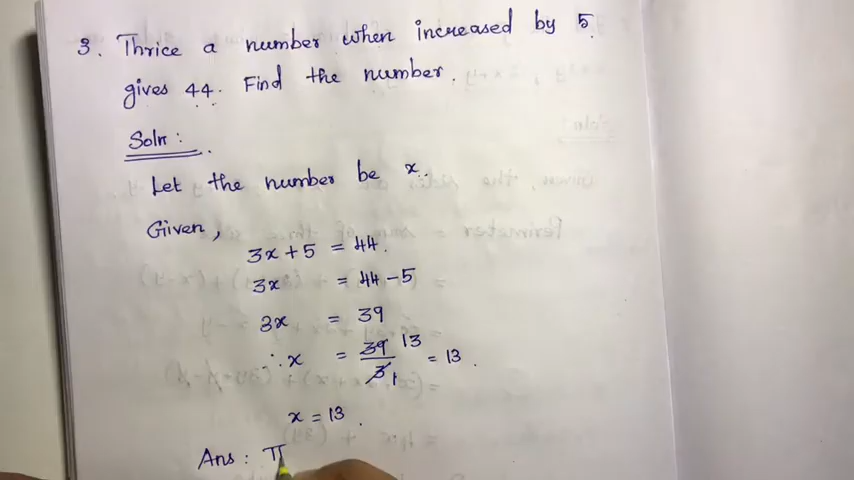 3. Thrice a number when increased by 5
gives 44. Find the number.
Soln:
Let the number be x.
Given,
3x + 5 = 44.
3x = 44 - 5
3x = 39
∴ x = 39/3 13 1 = 13.
x = 13.
Ans: